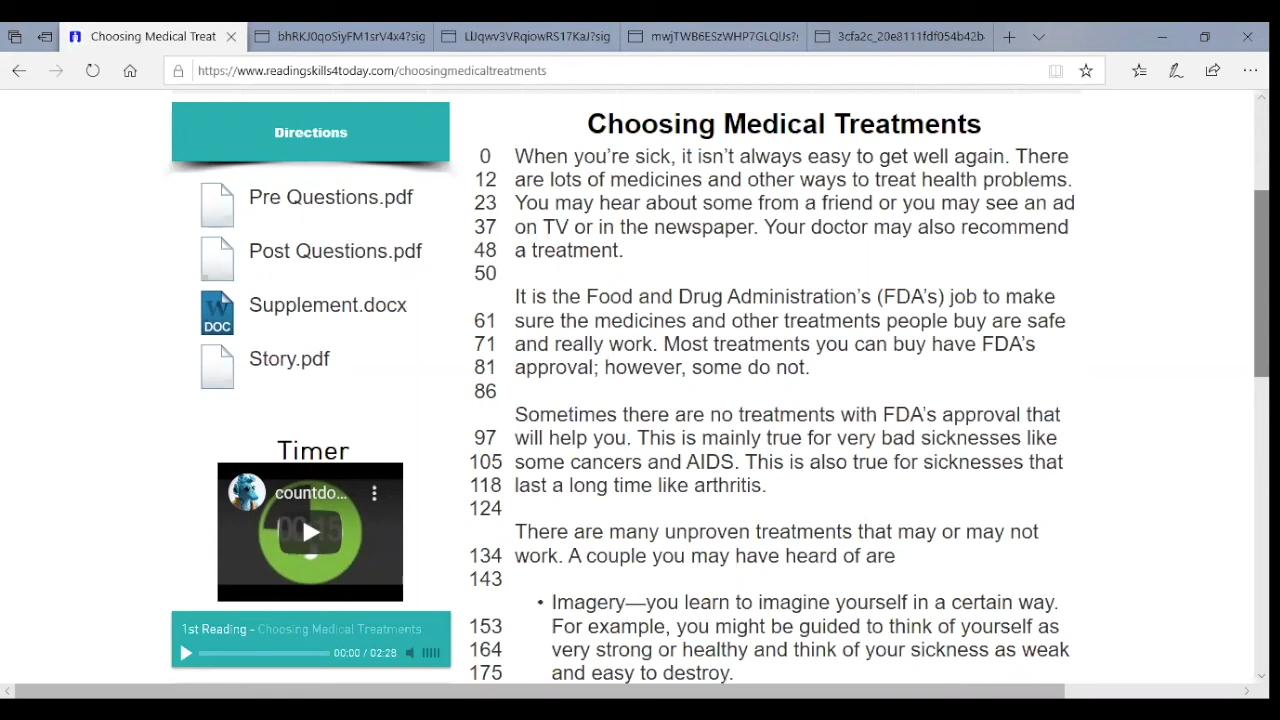 Choosing Medical Treat
bhRKJ0qoSiyFM1srV4x4?sig
LlJqwv3VRqiowRS17KaJ?sig
mwjTWB6ESzWHP7GLQlJs?
3cfa2c_20e8111fdf054b42b
https://www.readingskills4today.com/choosingmedicaltreatments
Directions
Pre Questions.pdf
Post Questions.pdf
Supplement.docx
DOC
Story.pdf
Timer
countdo...
1st Reading - Choosing Medical Treatments
00:00 / 02:28
Choosing Medical Treatments
0 When you're sick, it isn't always easy to get well again. There
12 are lots of medicines and other ways to treat health problems.
23 You may hear about some from a friend or you may see an ad
37 on TV or in the newspaper. Your doctor may also recommend
48 a treatment.
50
It is the Food and Drug Administration's (FDA's) job to make
61 sure the medicines and other treatments people buy are safe
71 and really work. Most treatments you can buy have FDA's
81 approval; however, some do not.
86
Sometimes there are no treatments with FDA's approval that
97 will help you. This is mainly true for very bad sicknesses like
105 some cancers and AIDS. This is also true for sicknesses that
118 last a long time like arthritis.
124
There are many unproven treatments that may or may not
134 work. A couple you may have heard of are
143
• Imagery—you learn to imagine yourself in a certain way.
153 For example, you might be guided to think of yourself as
164 very strong or healthy and think of your sickness as weak
175 and easy to destroy.